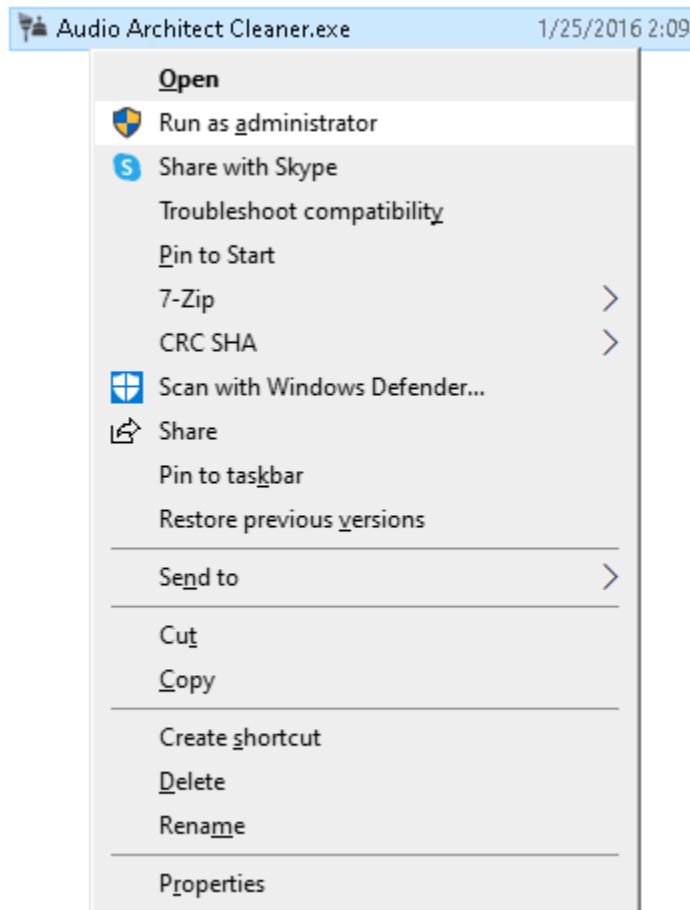 Audio Architect Cleaner.exe 1/25/2016 2:09
Open
Run as administrator
Share with Skype
Troubleshoot compatibility
Pin to Start
7-Zip
CRC SHA
Scan with Windows Defender...
Share
Pin to taskbar
Restore previous versions
Send to
Cut
Copy
Create shortcut
Delete
Rename
Properties